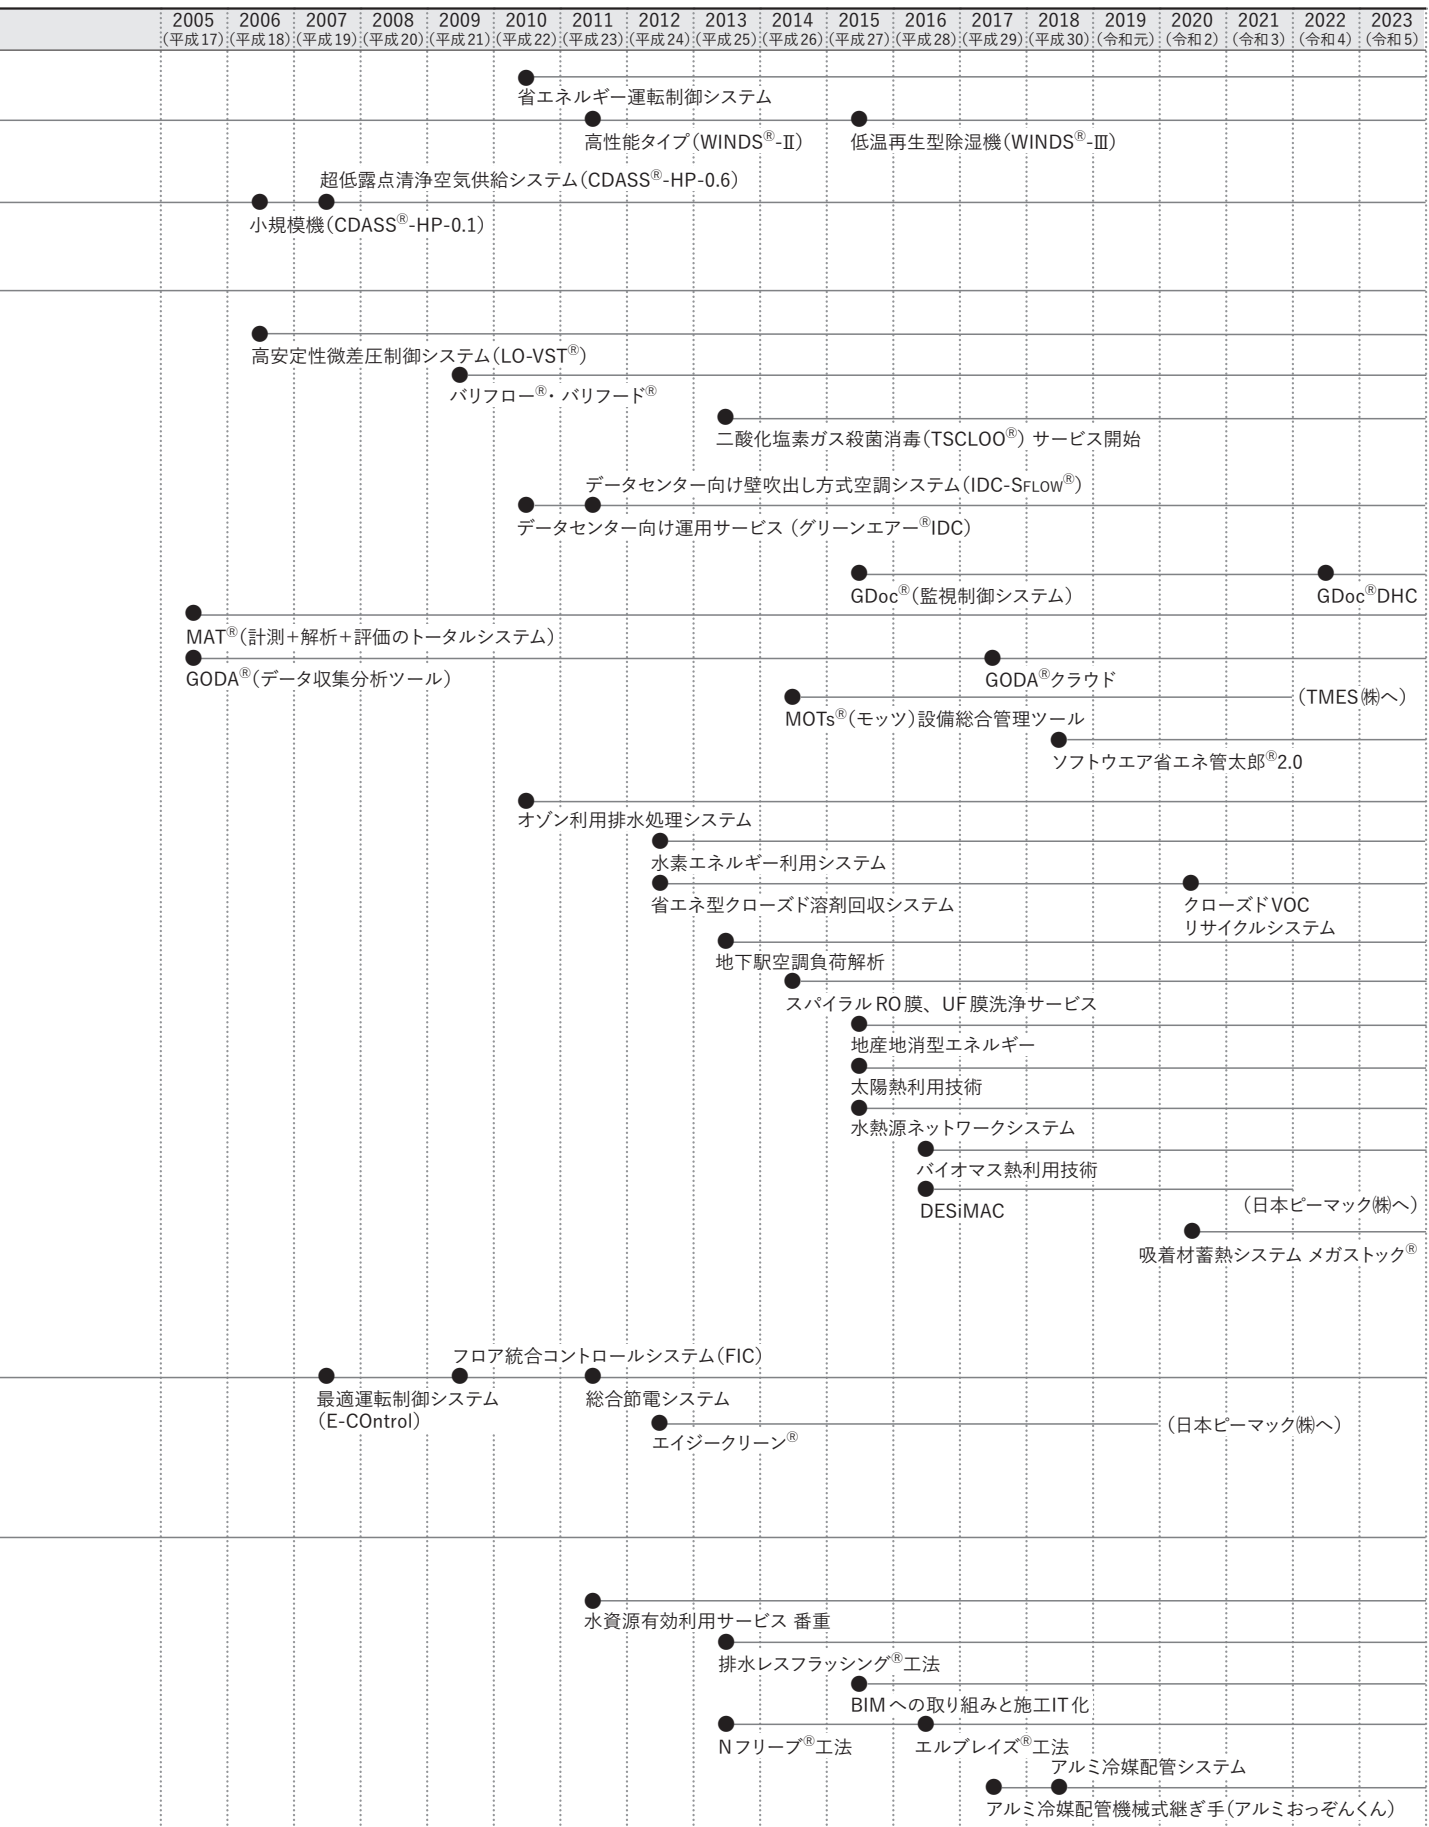 2005 2006 2007 2008 2009 2010 2011 2012 2013 2014 2015 2016 2017 2018 2019 2020 2021 2022 2023
(平成17) (平成18) (平成19) (平成20) (平成21) (平成22) (平成23) (平成24) (平成25) (平成26) (平成27) (平成28) (平成29) (平成30) (令和元) (令和2) (令和3) (令和4) (令和5)
省エネルギー運転制御システム
高性能タイプ(WINDS®-Ⅱ) 低温再生型除湿機(WINDS®-Ⅲ)
超低露点清浄空気供給システム(CDASS®-HP-0.6)
小規模機(CDASS®-HP-0.1)
高安定性微差圧制御システム(LO-VST®)
バリフロー®・バリフード®
二酸化塩素ガス殺菌消毒(TSCLOO®) サービス開始
データセンター向け壁吹出し方式空調システム(IDC-SFLOW®)
データセンター向け運用サービス(グリーンエアー®IDC)
GDoc®(監視制御システム) GDoc®DHC
MAT®(計測+解析+評価のトータルシステム)
GODA®(データ収集分析ツール) GODA®クラウド
(TMES㈱へ)
MOTs®(モッツ)設備総合管理ツール
ソフトウエア省エネ管太郎®2.0
オゾン利用排水処理システム
水素エネルギー利用システム
省エネ型クローズド溶剤回収システム クローズドVOC
リサイクルシステム
地下駅空調負荷解析
スパイラルRO膜、UF膜洗浄サービス
地産地消型エネルギー
太陽熱利用技術
水熱源ネットワークシステム
バイオマス熱利用技術
DESiMAC (日本ピーマック㈱へ)
吸着材蓄熱システム メガストック®
フロア統合コントロールシステム(FIC)
最適運転制御システム 総合節電システム
(E-COntrol) (日本ピーマック㈱へ)
エイジークリーン®
水資源有効利用サービス 番重
排水レスフラッシング®工法
BIMへの取り組みと施工IT化
Nフリーブ®工法 エルブレイズ®工法
アルミ冷媒配管システム
アルミ冷媒配管機械式継ぎ手(アルミおっぞんくん)